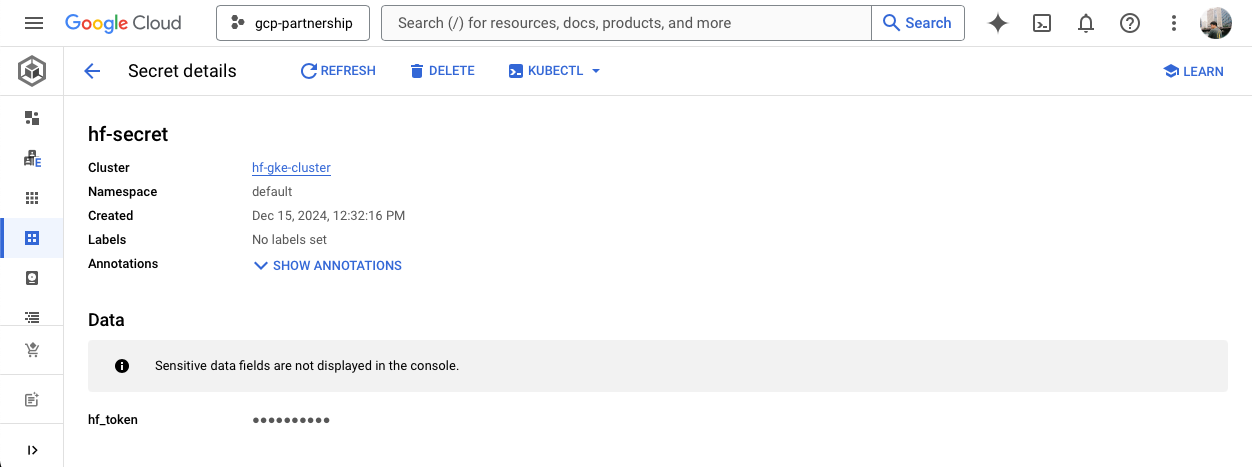 Google Cloud
gcp-partnership
Search (/) for resources, docs, products, and more
Search
Secret details
REFRESH
DELETE
KUBECTL
LEARN
hf-secret
Cluster hf-gke-cluster
Namespace default
Created Dec 15, 2024, 12:32:16 PM
Labels No labels set
Annotations SHOW ANNOTATIONS
Data
Sensitive data fields are not displayed in the console.
hf_token ••••••••••